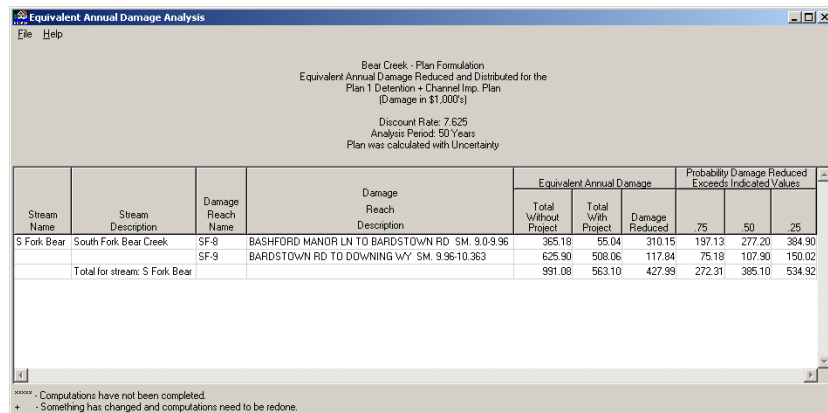 Equivalent Annual Damage Analysis
File Help
Bear Creek - Plan Formulation
Equivalent Annual Damage Reduced and Distributed for the
Plan 1 Detention + Channel Imp. Plan
(Damage in $1,000's)
Discount Rate: 7.625
Analysis Period: 50 Years
Plan was calculated with Uncertainty
Equivalent Annual Damage
Probability Damage Reduced
Exceeds Indicated Values
Stream
Name
Stream
Description
Damage
Reach
Name
Damage
Reach
Description
Total
Without
Project
Total
With
Project
Damage
Reduced
.75 .50 .25
S Fork Bear South Fork Bear Creek SF-8 BASHFORD MANOR LN TO BARDSTOWN RD SM. 9.0-9.96 365.18 55.04 310.15 197.13 277.20 384.90
SF-9 BARDSTOWN RD TO DOWNING WY SM. 9.96-10.363 625.90 508.06 117.84 75.18 107.90 150.02
Total for stream: S Fork Bear 991.08 563.10 427.99 272.31 385.10 534.92
***** - Computations have not been completed.
+ - Something has changed and computations need to be redone.